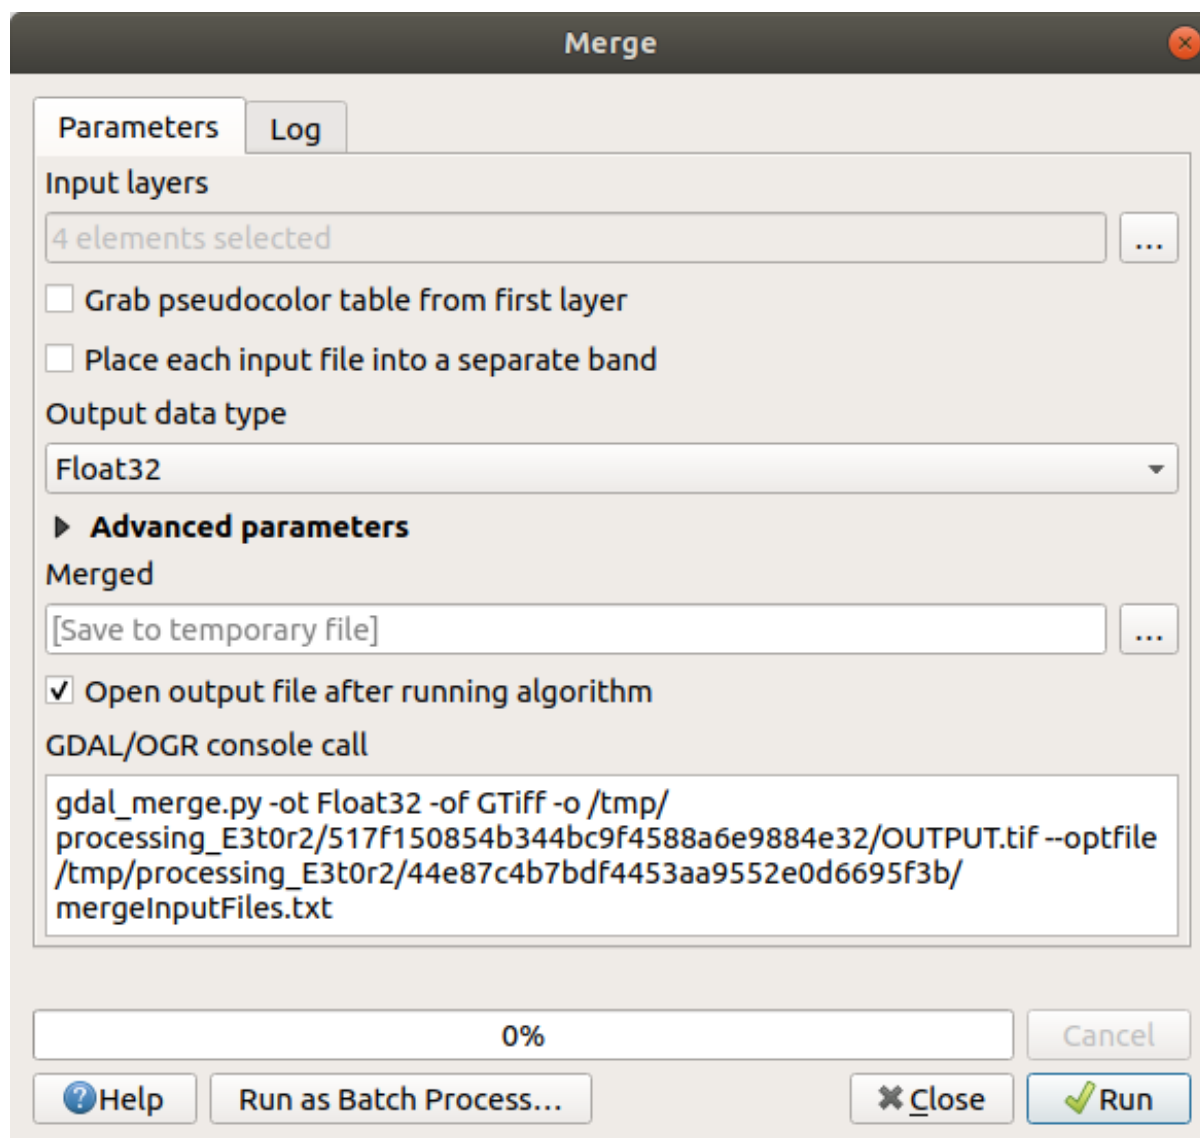 Merge
Parameters
Log
Input layers
4 elements selected
...
Grab pseudocolor table from first layer
Place each input file into a separate band
Output data type
Float32
Advanced parameters
Merged
[Save to temporary file]
...
Open output file after running algorithm
GDAL/OGR console call
gdal_merge.py -ot Float32 -of GTiff -o /tmp/
processing_E3t0r2/517f150854b344bc9f4588a6e9884e32/OUTPUT.tif --optfile
/tmp/processing_E3t0r2/44e87c4b7bdf4453aa9552e0d6695f3b/
mergeInputFiles.txt
0%
Cancel
Help
Run as Batch Process...
Close
Run